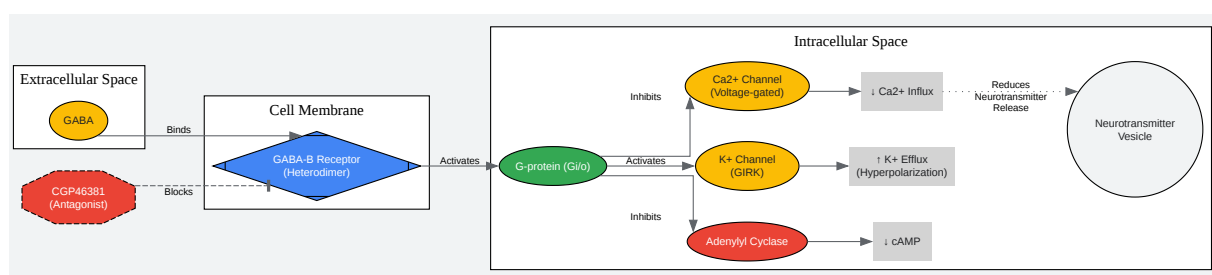 Extracellular Space
GABA
Binds
CGP46381
(Antagonist)
Blocks
Cell Membrane
GABA-B Receptor
(Heterodimer)
Activates
Intracellular Space
G-protein (Gi/o)
Inhibits
Activates
Inhibits
Ca2+ Channel
(Voltage-gated)
K+ Channel
(GIRK)
Adenylyl Cyclase
↓ Ca2+ Influx
↑ K+ Efflux
(Hyperpolarization)
↓ cAMP
Reduces
Neurotransmitter
Release
Neurotransmitter
Vesicle